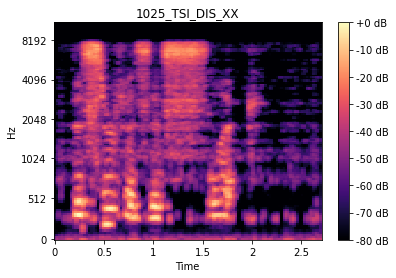 1025_TSI_DIS_XX
+0 dB
8192
-10 dB
4096
-20 dB
-30 dB
2048
-40 dB
Hz
1024
-50 dB
512
-60 dB
-70 dB
0
-80 dB
0 0.5 1 1.5 2 2.5
Time